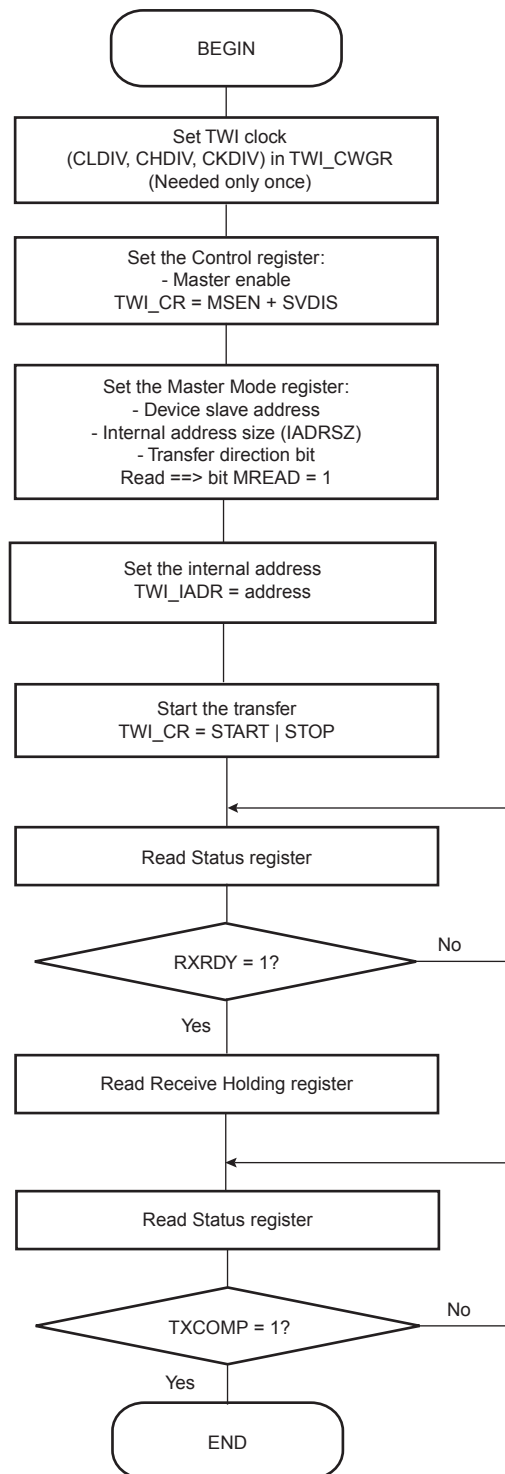 BEGIN
Set TWI clock
(CLDIV, CHDIV, CKDIV) in TWI_CWGR
(Needed only once)
Set the Control register:
- Master enable
TWI_CR = MSEN + SVDIS
Set the Master Mode register:
- Device slave address
- Internal address size (IADRSZ)
- Transfer direction bit
Read ==> bit MREAD = 1
Set the internal address
TWI_IADR = address
Start the transfer
TWI_CR = START | STOP
Read Status register
RXRDY = 1?
No
Yes
Read Receive Holding register
Read Status register
TXCOMP = 1?
No
Yes
END